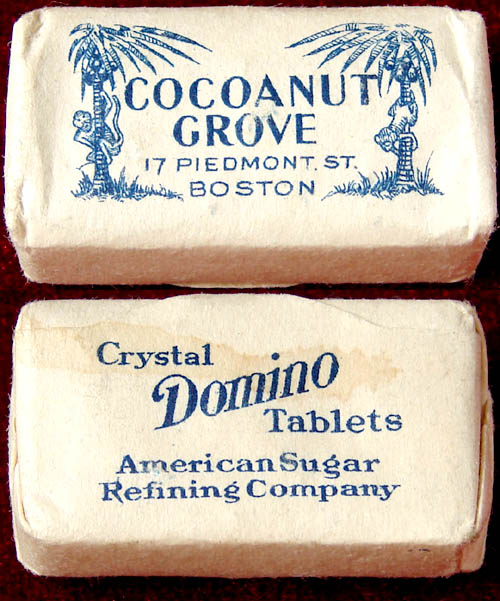 COCOANUT
GROVE
17 PIEDMONT. ST.
BOSTON
Crystal
Domino
Tablets
American Sugar
Refining Company